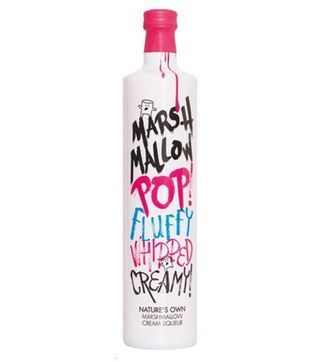 MARSH
MALLOW
POP!
FLUFFY
WHIPPED
CREAMY!
NATURE'S OWN
MARSHMALLOW
CREAM LIQUEUR